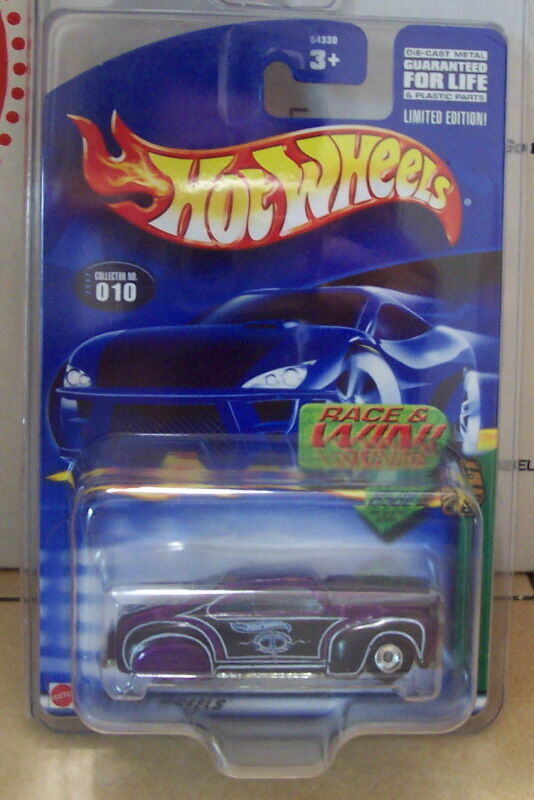 54330
3+
DIE-CAST METAL
GUARANTEED
FOR LIFE
& PLASTIC PARTS
LIMITED EDITION!
HOT WHEELS
COLLECTOR NO.
010
RACE &
WIN!!
MATTEL